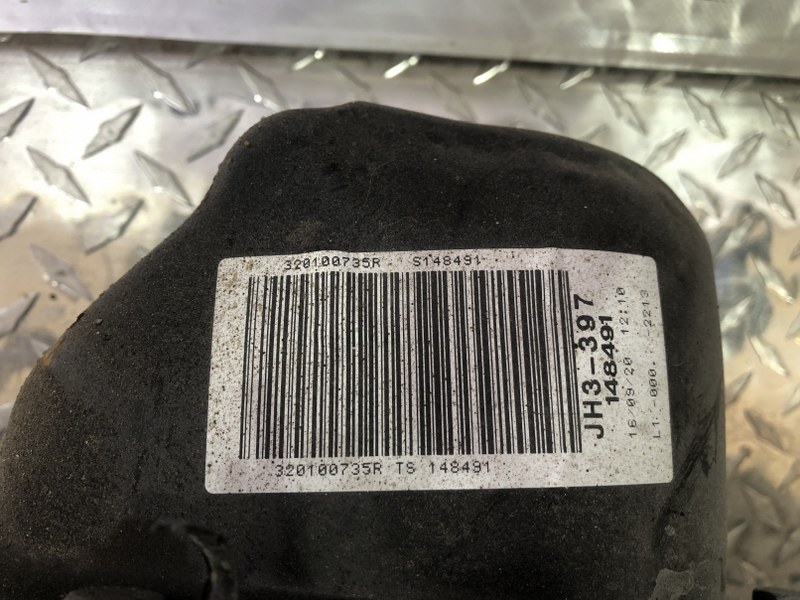 320100735R S148491
JH3-397
148491
16/09/20 12:10
L1.-000. -2213
320100735R TS 148491